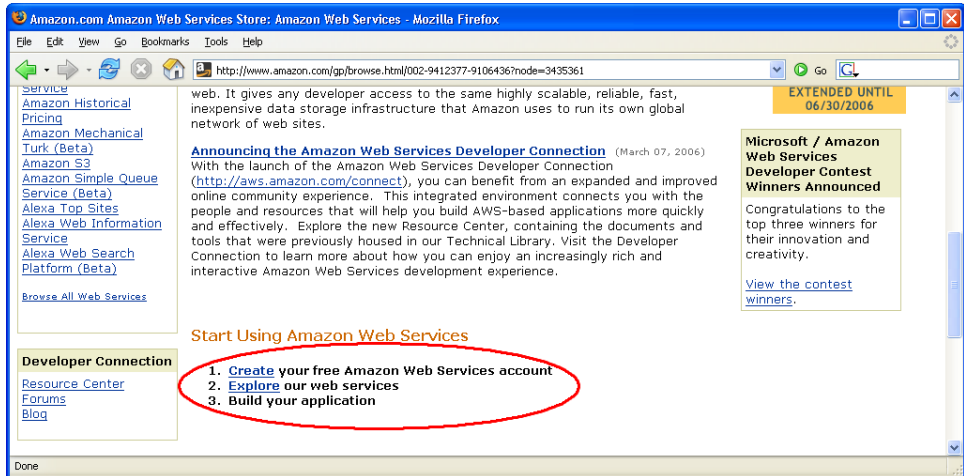 Amazon.com Amazon Web Services Store: Amazon Web Services - Mozilla Firefox
File Edit View Go Bookmarks Tools Help
http://www.amazon.com/gp/browse.html/002-9412377-9106436?node=3435361
Go
Service
Amazon Historical
Pricing
Amazon Mechanical
Turk (Beta)
Amazon S3
Amazon Simple Queue
Service (Beta)
Alexa Top Sites
Alexa Web Information
Service
Alexa Web Search
Platform (Beta)
Browse All Web Services
Developer Connection
Resource Center
Forums
Blog
web. It gives any developer access to the same highly scalable, reliable, fast,
inexpensive data storage infrastructure that Amazon uses to run its own global
network of web sites.
Announcing the Amazon Web Services Developer Connection (March 07, 2006)
With the launch of the Amazon Web Services Developer Connection
(http://aws.amazon.com/connect), you can benefit from an expanded and improved
online community experience. This integrated environment connects you with the
people and resources that will help you build AWS-based applications more quickly
and effectively. Explore the new Resource Center, containing the documents and
tools that were previously housed in our Technical Library. Visit the Developer
Connection to learn more about how you can enjoy an increasingly rich and
interactive Amazon Web Services development experience.
Start Using Amazon Web Services
1. Create your free Amazon Web Services account
2. Explore our web services
3. Build your application
EXTENDED UNTIL
06/30/2006
Microsoft / Amazon
Web Services
Developer Contest
Winners Announced
Congratulations to the
top three winners for
their innovation and
creativity.
View the contest
winners.
Done